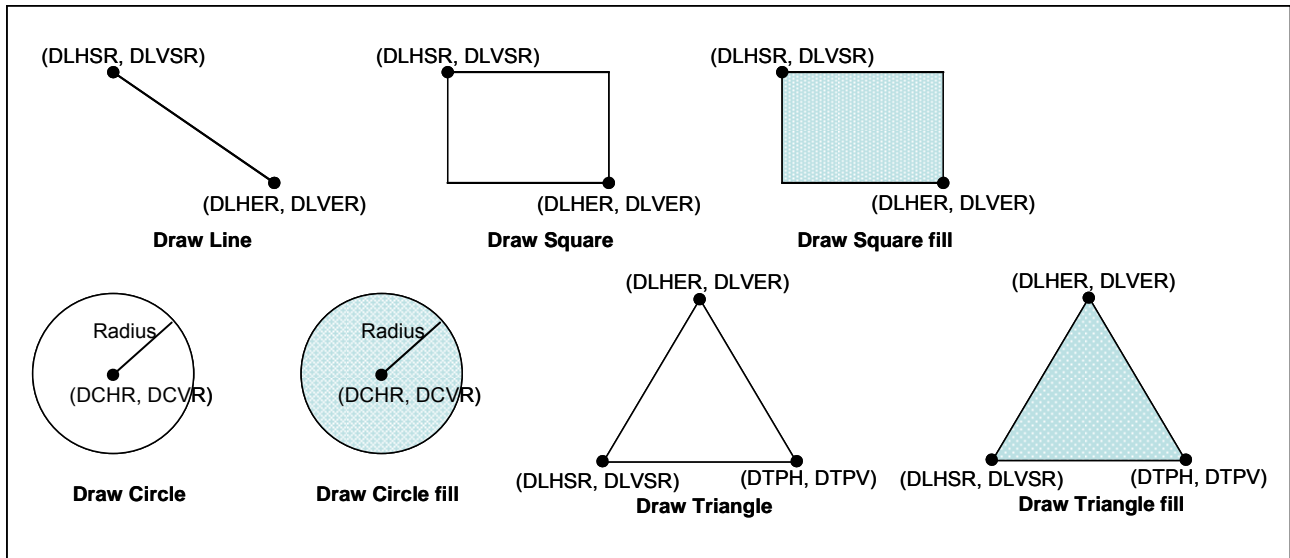 (DLHSR, DLVSR)
(DLHSR, DLVSR)
(DLHSR, DLVSR)
(DLHER, DLVER)
(DLHER, DLVER)
(DLHER, DLVER)
Draw Line
Draw Square
Draw Square fill
(DLHER, DLVER)
(DLHER, DLVER)
Radius
Radius
(DCHR, DCVR)
(DCHR, DCVR)
(DLHSR, DLVSR)
(DTPH, DTPV)
(DLHSR, DLVSR)
(DTPH, DTPV)
Draw Circle
Draw Circle fill
Draw Triangle
Draw Triangle fill